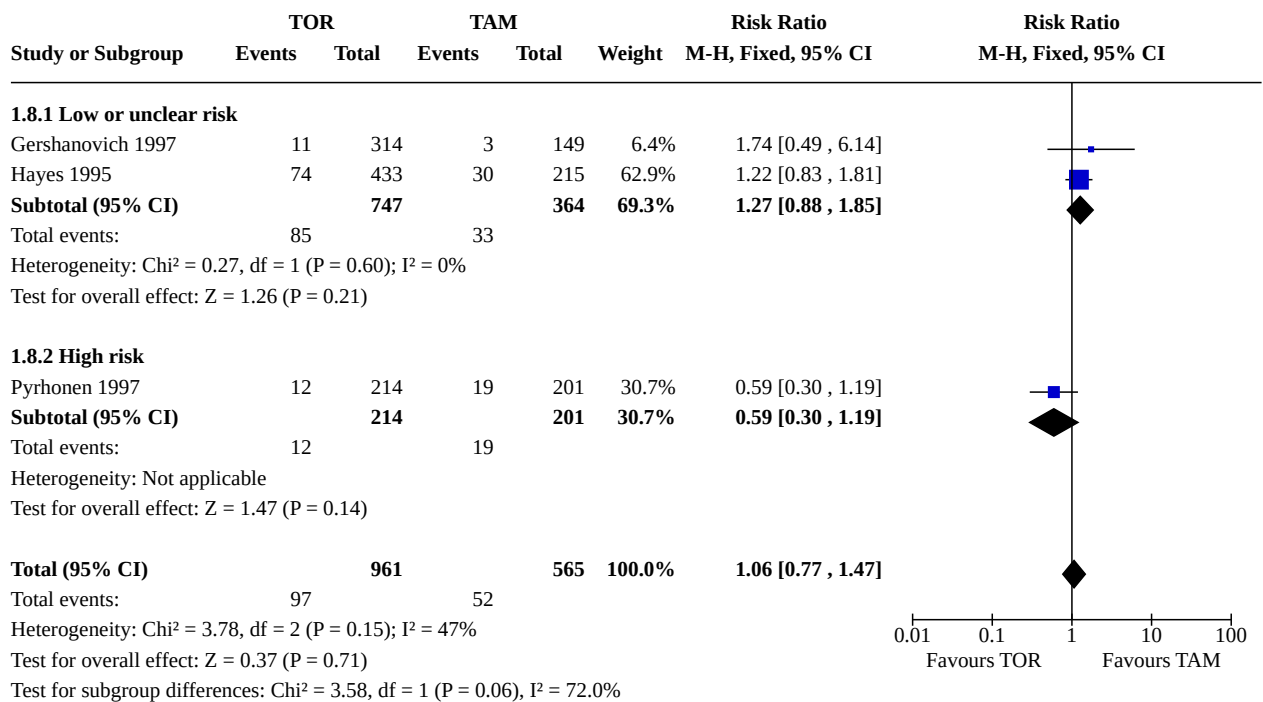 TOR TAM Risk Ratio Risk Ratio
Study or Subgroup Events Total Events Total Weight M-H, Fixed, 95% CI M-H, Fixed, 95% CI
1.8.1 Low or unclear risk
Gershanovich 1997 11 314 3 149 6.4% 1.74 [0.49 , 6.14]
Hayes 1995 74 433 30 215 62.9% 1.22 [0.83 , 1.81]
Subtotal (95% CI) 747 364 69.3% 1.27 [0.88 , 1.85]
Total events: 85 33
Heterogeneity: Chi² = 0.27, df = 1 (P = 0.60); I² = 0%
Test for overall effect: Z = 1.26 (P = 0.21)
1.8.2 High risk
Pyrhonen 1997 12 214 19 201 30.7% 0.59 [0.30 , 1.19]
Subtotal (95% CI) 214 201 30.7% 0.59 [0.30 , 1.19]
Total events: 12 19
Heterogeneity: Not applicable
Test for overall effect: Z = 1.47 (P = 0.14)
Total (95% CI) 961 565 100.0% 1.06 [0.77 , 1.47]
Total events: 97 52
Heterogeneity: Chi² = 3.78, df = 2 (P = 0.15); I² = 47%
0.01 0.1 1 10 100
Test for overall effect: Z = 0.37 (P = 0.71)
Favours TOR Favours TAM
Test for subgroup differences: Chi² = 3.58, df = 1 (P = 0.06), I² = 72.0%